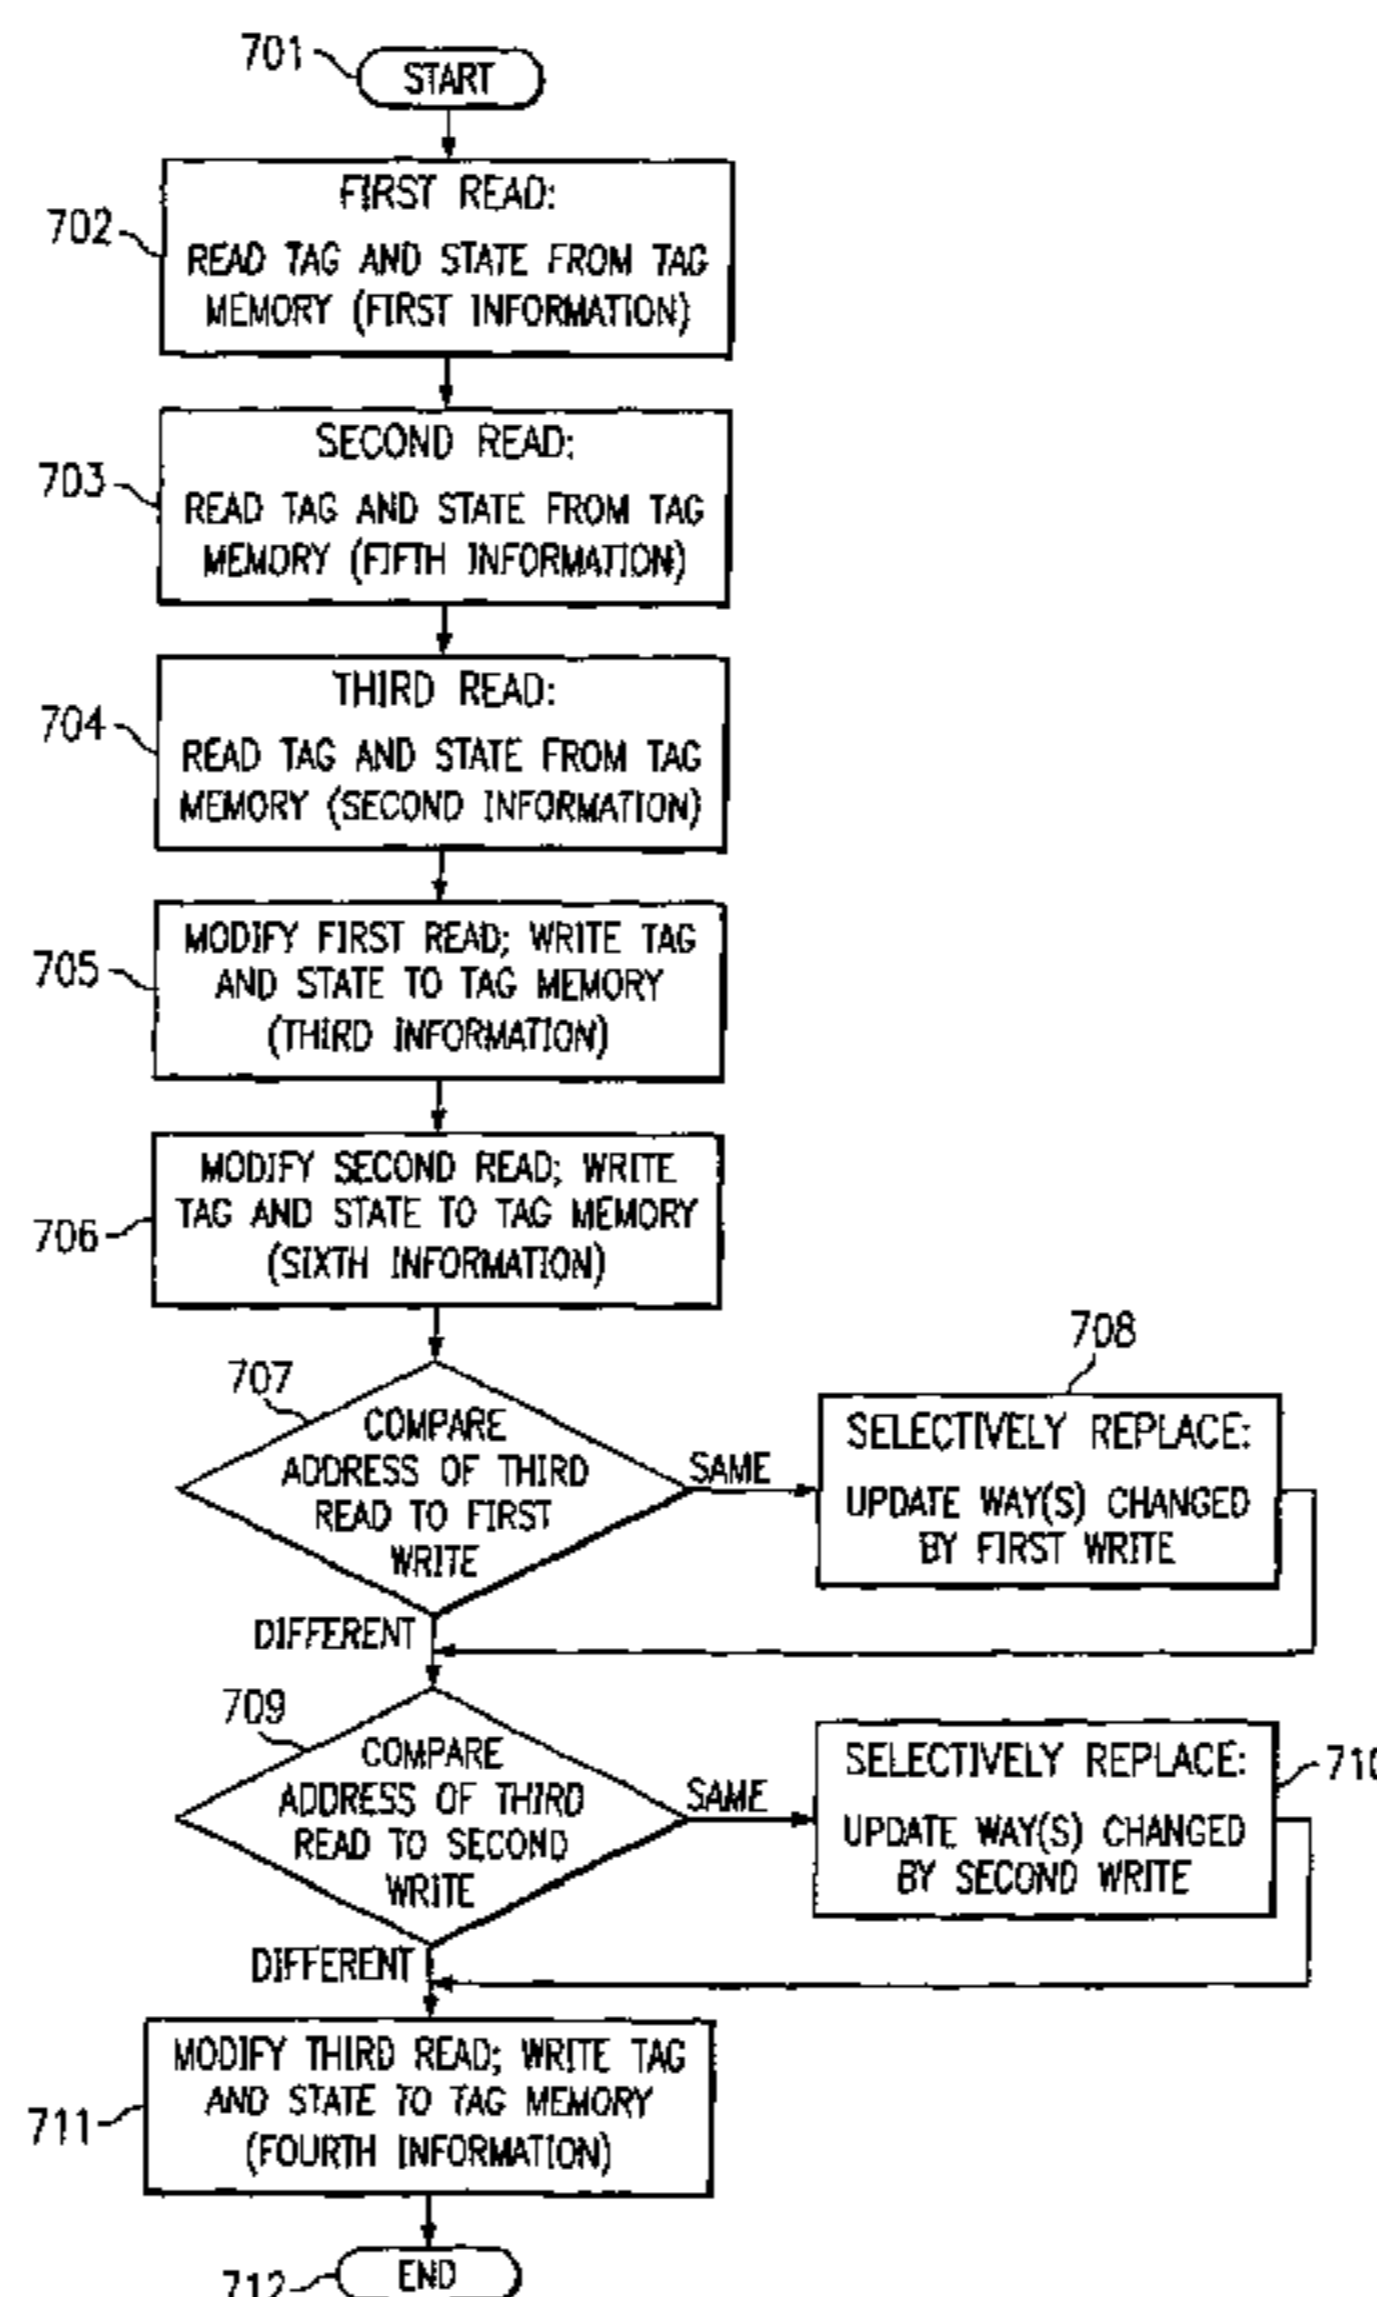 701
START
702
FIRST READ:
READ TAG AND STATE FROM TAG
MEMORY (FIRST INFORMATION)
703
SECOND READ:
READ TAG AND STATE FROM TAG
MEMORY (FIFTH INFORMATION)
704
THIRD READ:
READ TAG AND STATE FROM TAG
MEMORY (SECOND INFORMATION)
705
MODIFY FIRST READ; WRITE TAG
AND STATE TO TAG MEMORY
(THIRD INFORMATION)
706
MODIFY SECOND READ; WRITE
TAG AND STATE TO TAG MEMORY
(SIXTH INFORMATION)
707
COMPARE
ADDRESS OF THIRD
READ TO FIRST
WRITE
SAME
708
SELECTIVELY REPLACE:
UPDATE WAY(S) CHANGED
BY FIRST WRITE
DIFFERENT
709
COMPARE
ADDRESS OF THIRD
READ TO SECOND
WRITE
SAME
710
SELECTIVELY REPLACE:
UPDATE WAY(S) CHANGED
BY SECOND WRITE
DIFFERENT
711
MODIFY THIRD READ; WRITE TAG
AND STATE TO TAG MEMORY
(FOURTH INFORMATION)
712
END